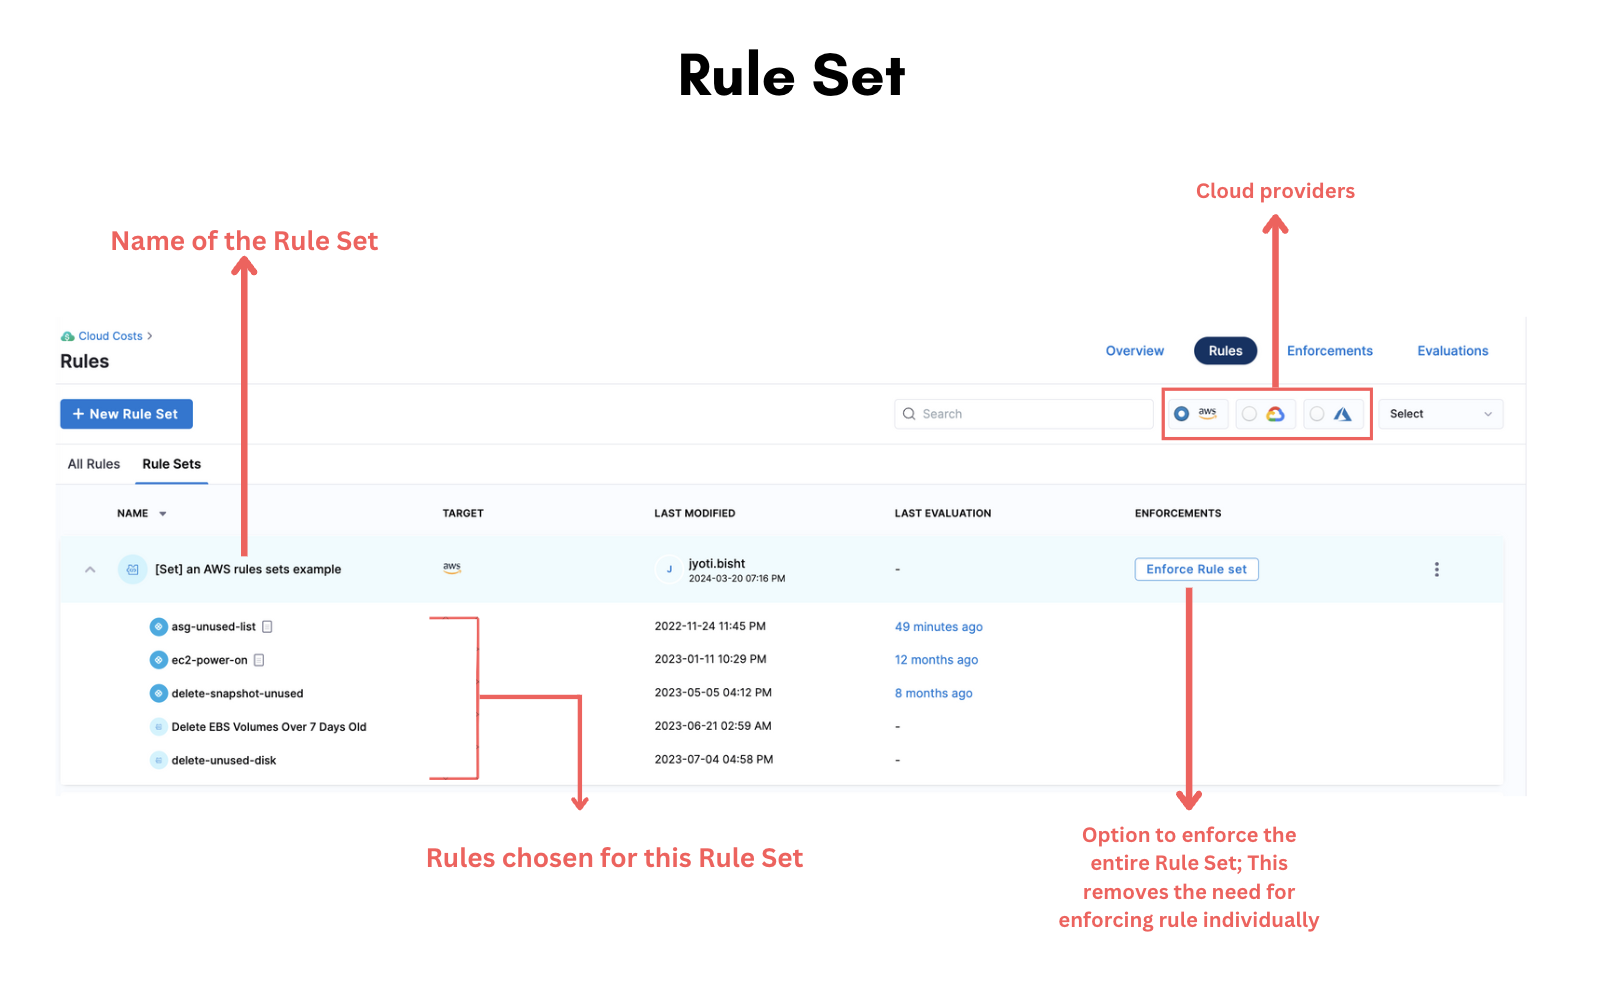 Rule Set
Cloud providers
Name of the Rule Set
Cloud Costs
Rules
Overview
Rules
Enforcements
Evaluations
+ New Rule Set
Search
aws
Select
All Rules
Rule Sets
NAME
TARGET
LAST MODIFIED
LAST EVALUATION
ENFORCEMENTS
[Set] an AWS rules sets example
aws
J
jyoti.bisht
2024-03-20 07:16 PM
-
Enforce Rule set
asg-unused-list
2022-11-24 11:45 PM
49 minutes ago
ec2-power-on
2023-01-11 10:29 PM
12 months ago
delete-snapshot-unused
2023-05-05 04:12 PM
8 months ago
Delete EBS Volumes Over 7 Days Old
2023-06-21 02:59 AM
-
delete-unused-disk
2023-07-04 04:58 PM
-
Rules chosen for this Rule Set
Option to enforce the
entire Rule Set; This
removes the need for
enforcing rule individually